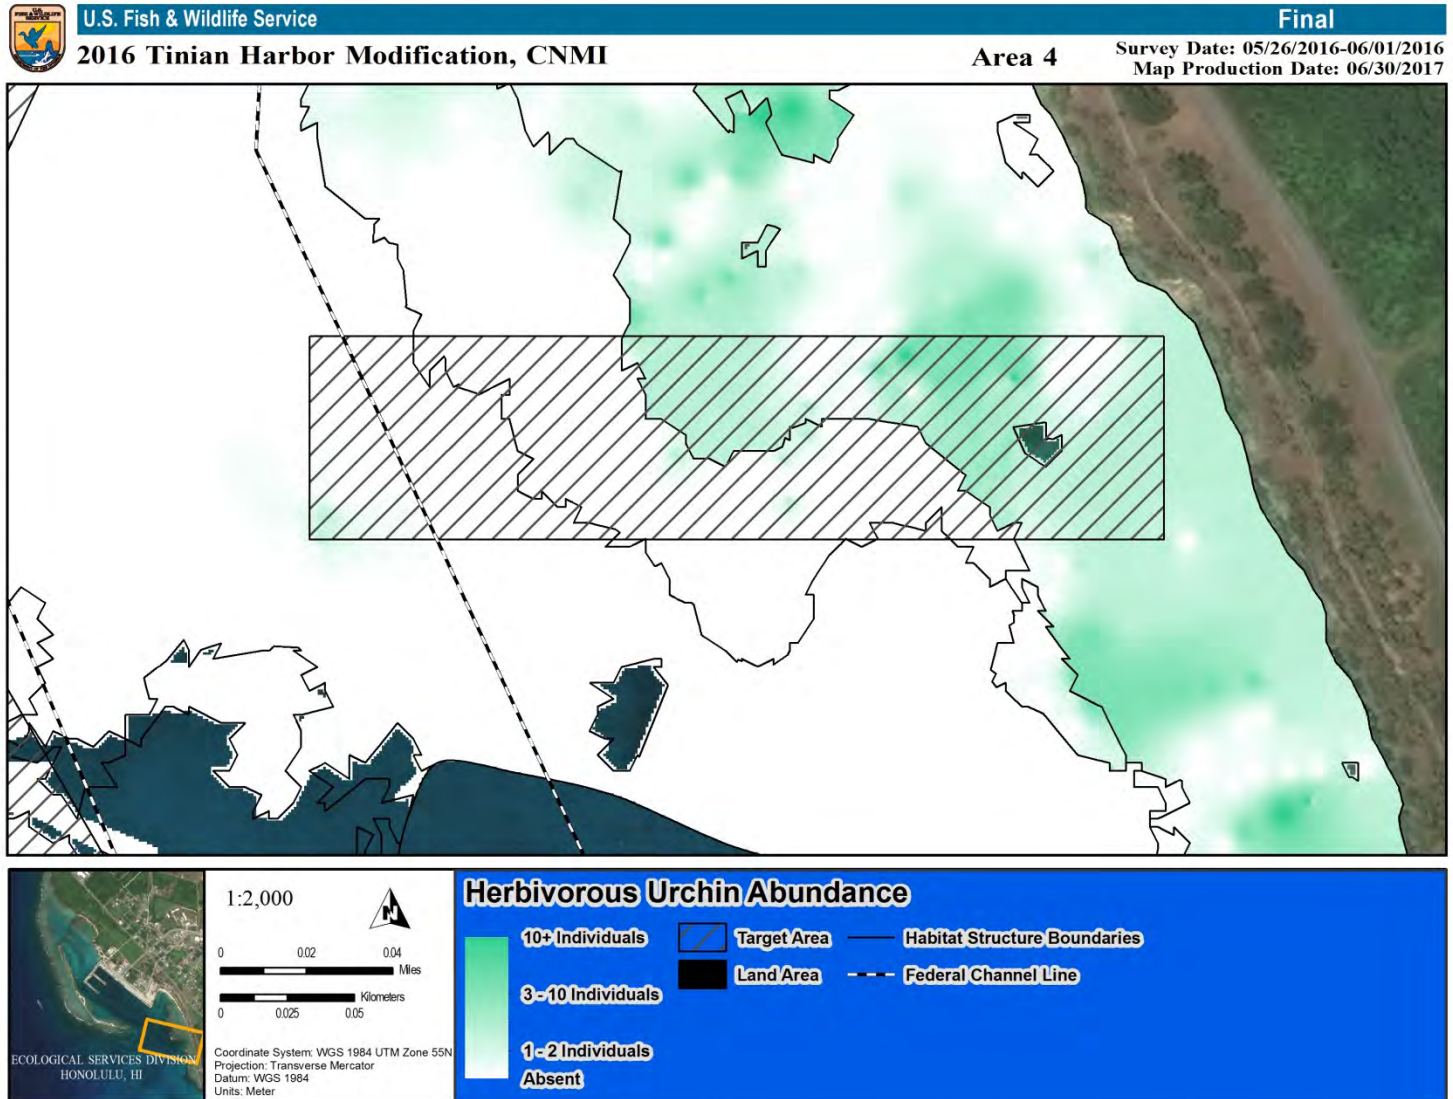 U.S.
FISH & WILDLIFE
SERVICE
U.S. Fish & Wildlife Service
Final
2016 Tinian Harbor Modification, CNMI
Area 4
Survey Date: 05/26/2016-06/01/2016
Map Production Date: 06/30/2017
ECOLOGICAL SERVICES DIVISION
HONOLULU, HI
1:2,000
N
0 0.02 0.04
Miles
Kilometers
0 0.025 0.05
Coordinate System: WGS 1984 UTM Zone 55N
Projection: Transverse Mercator
Datum: WGS 1984
Units: Meter
Herbivorous Urchin Abundance
10+ Individuals
3 - 10 Individuals
1 - 2 Individuals
Absent
Target Area
Land Area
Habitat Structure Boundaries
Federal Channel Line